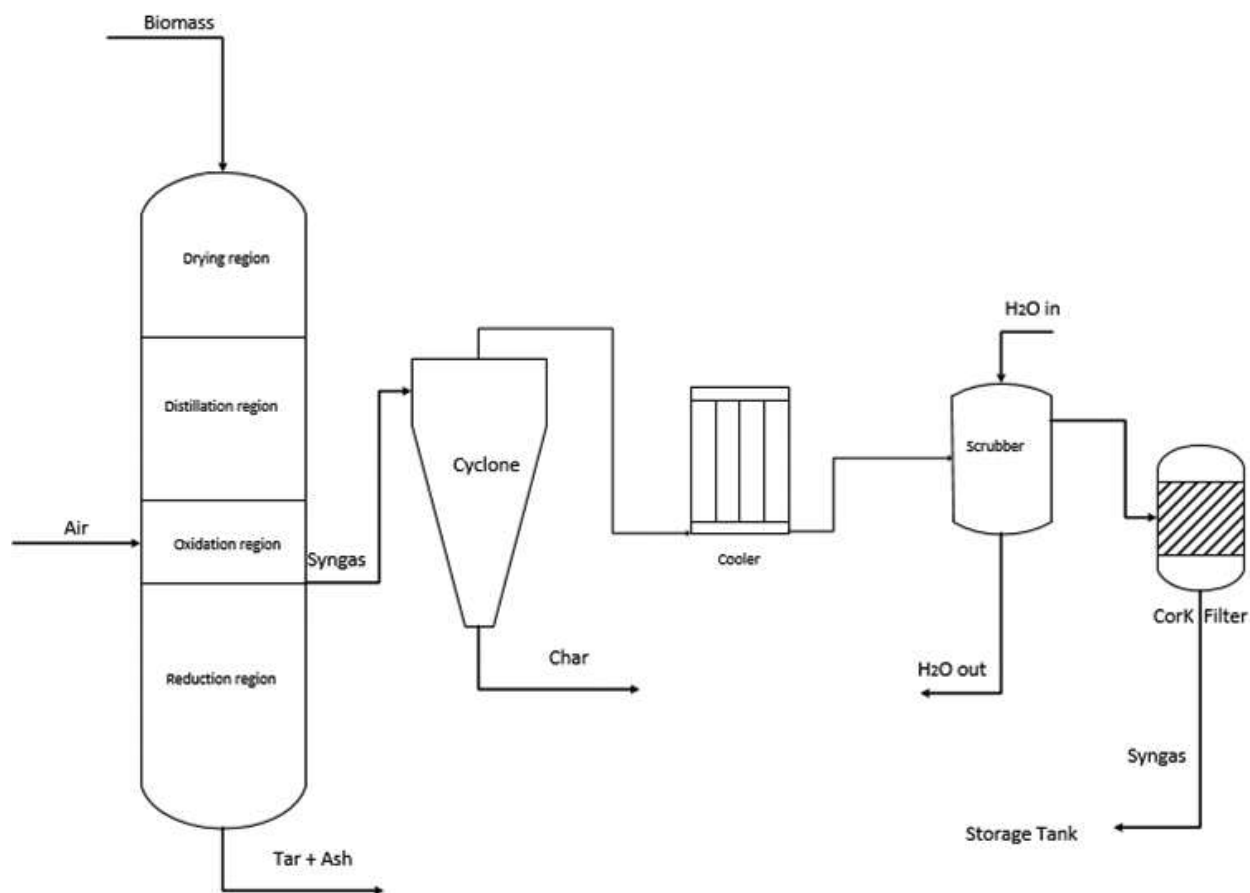 Biomass
Drying region
H2O in
Distillation region
Scrubber
Cyclone
Air
Oxidation region
Syngas
Cooler
CorK Filter
Char
H2O out
Reduction region
Syngas
Storage Tank
Tar + Ash